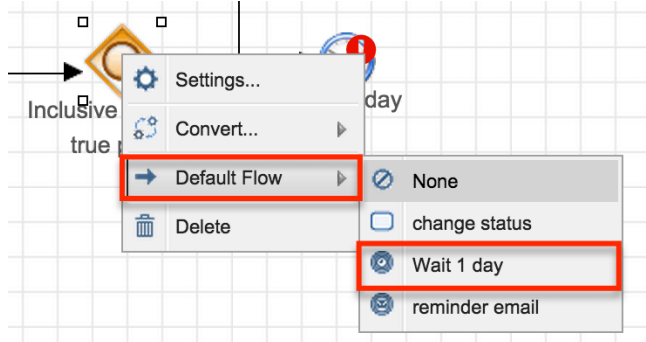 Settings...
day
Inclusive
Convert...
true
Default Flow
None
Delete
change status
Wait 1 day
reminder email